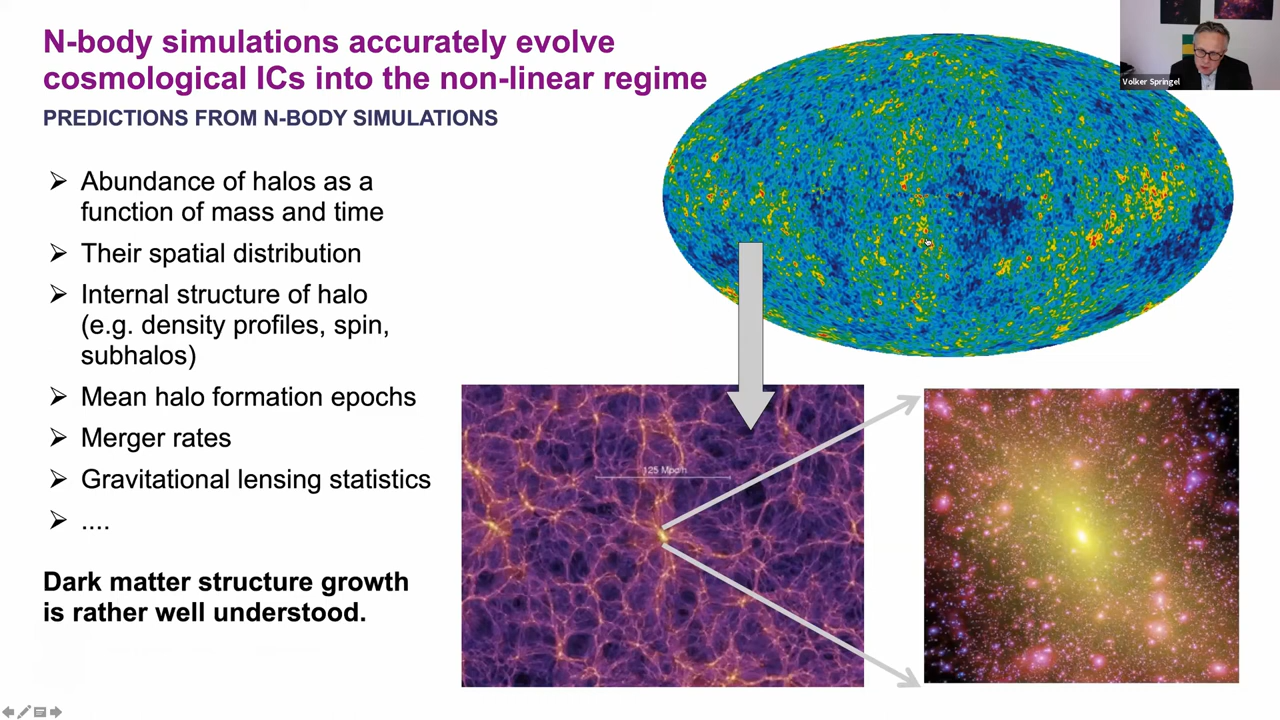 N-body simulations accurately evolve
cosmological ICs into the non-linear regime
PREDICTIONS FROM N-BODY SIMULATIONS
➢ Abundance of halos as a
function of mass and time
➢ Their spatial distribution
➢ Internal structure of halo
(e.g. density profiles, spin,
subhalos)
➢ Mean halo formation epochs
➢ Merger rates
➢ Gravitational lensing statistics
➢ ....
Dark matter structure growth
is rather well understood.
Volker Springel
125 Mpc/h